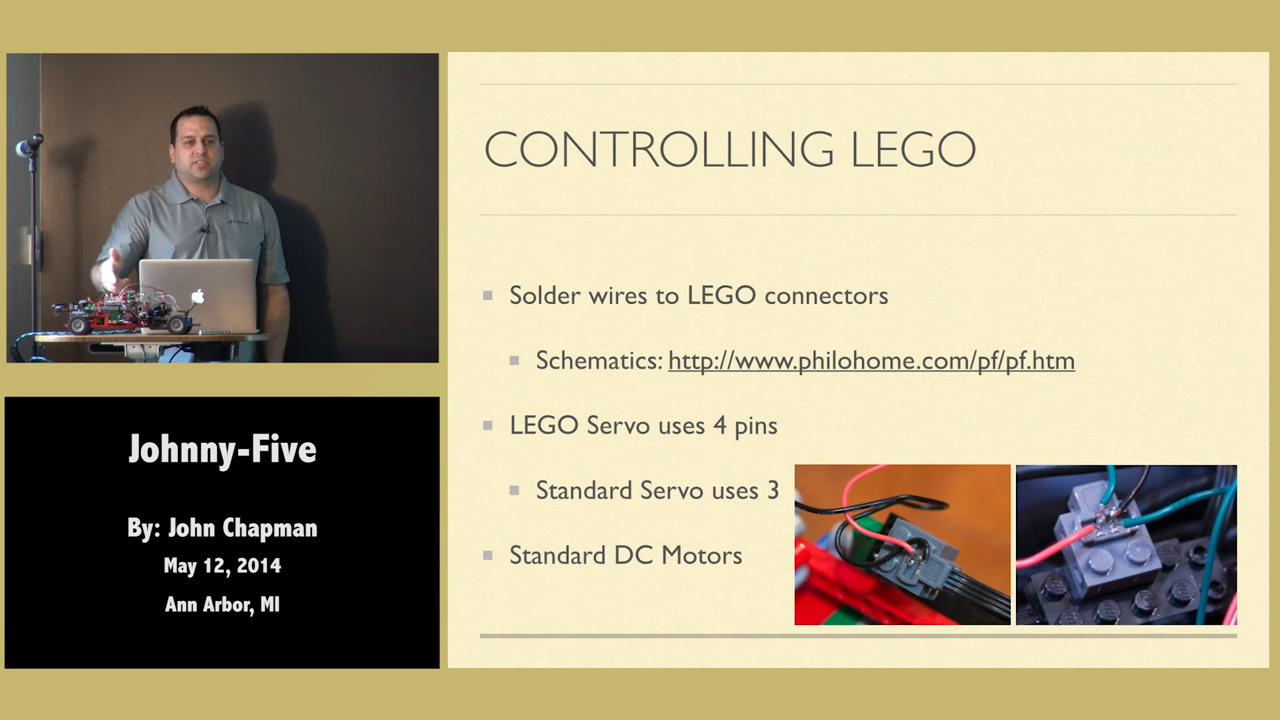 CONTROLLING LEGO
Solder wires to LEGO connectors
Schematics: http://www.philohome.com/pf/pf.htm
LEGO Servo uses 4 pins
Standard Servo uses 3
Standard DC Motors
Johnny-Five
By: John Chapman
May 12, 2014
Ann Arbor, MI